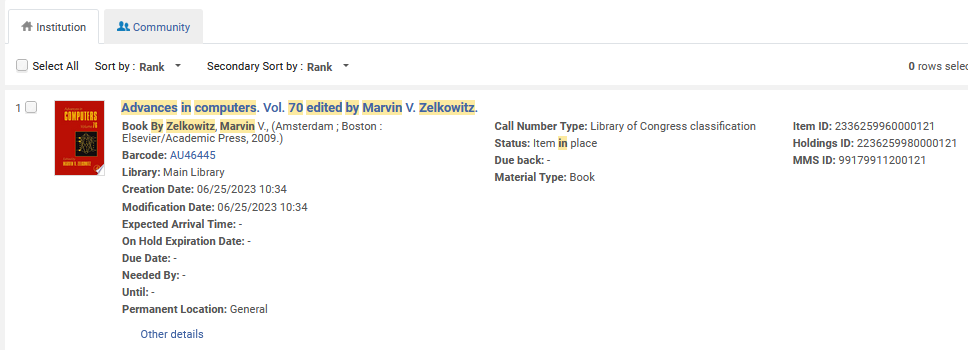 Institution
Community
Select All
Sort by : Rank
Secondary Sort by : Rank
0 rows selec
1
COMPUTERS
Advances in computers. Vol. 70 edited by Marvin V. Zelkowitz.
Book By Zelkowitz, Marvin V., (Amsterdam ; Boston :
Elsevier/Academic Press, 2009.)
Barcode: AU46445
Library: Main Library
Creation Date: 06/25/2023 10:34
Modification Date: 06/25/2023 10:34
Expected Arrival Time: -
On Hold Expiration Date: -
Due Date: -
Needed By: -
Until: -
Permanent Location: General
Other details
Call Number Type: Library of Congress classification
Status: Item in place
Due back: -
Material Type: Book
Item ID: 2336259960000121
Holdings ID: 2236259980000121
MMS ID: 99179911200121